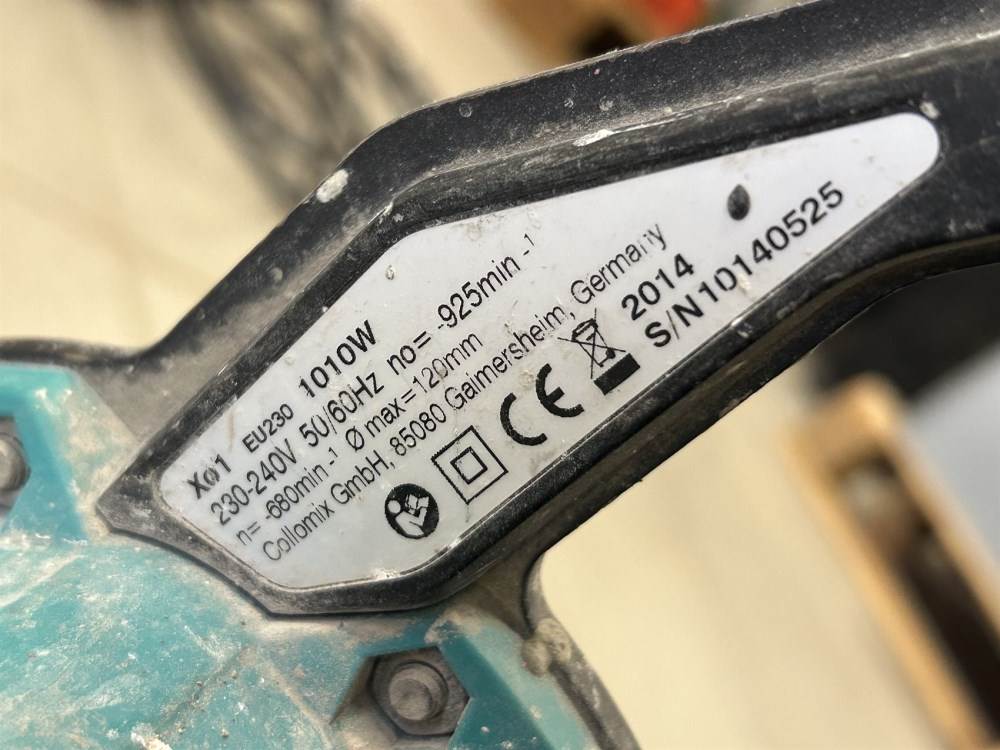 Xo1 EU230 1010W
230-240V 50/60Hz no= -925min -1
n= -680min -1 Ø max=120mm
Collomix GmbH, 85080 Gaimersheim, Germany
CE
2014
S/N10140525